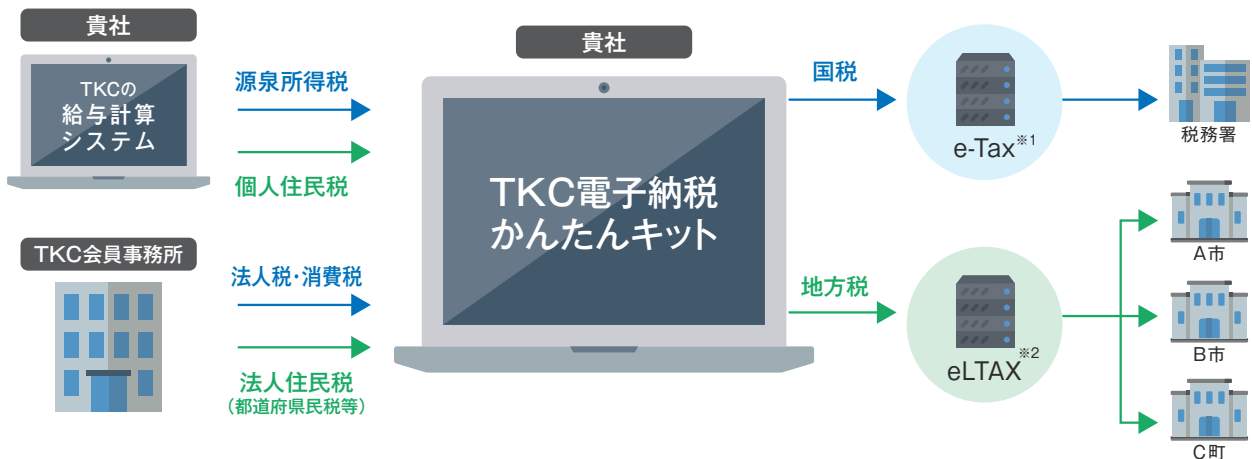 貴社
TKCの
給与計算
システム
源泉所得税
個人住民税
TKC会員事務所
法人税・消費税
法人住民税
(都道府県民税等)
貴社
TKC電子納税
かんたんキット
国税
e-Tax※1
税務署
地方税
eLTAX※2
A市
B市
C町